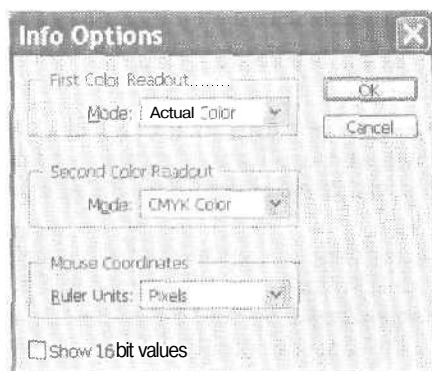 Info Options
First Color Readout
Mode: Actual Color
OK
Cancel
Second Color Readout
Mode: CMYK Color
Mouse Coordinates
Ruler Units: Pixels
Show 16 bit values